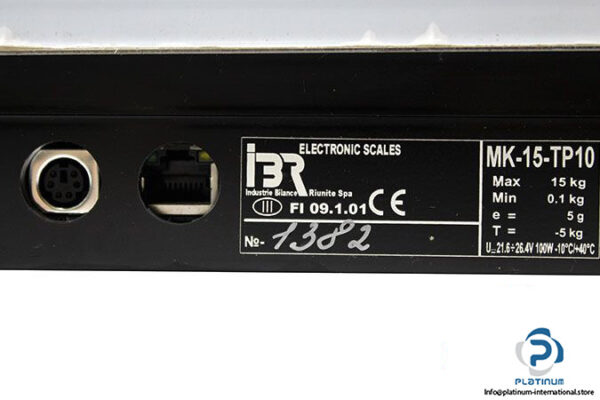 ELECTRONIC SCALES
iBR
Industrie Bilance Riunite Spa
III FI 09.1.01 CE
№- 1382
MK-15-TP10
Max 15 kg
Min 0.1 kg
e = 5 g
T = -5 kg
U=21.6÷26.4V 100W -10°C/+40°C
PLATINUM
info@platinum-international.store